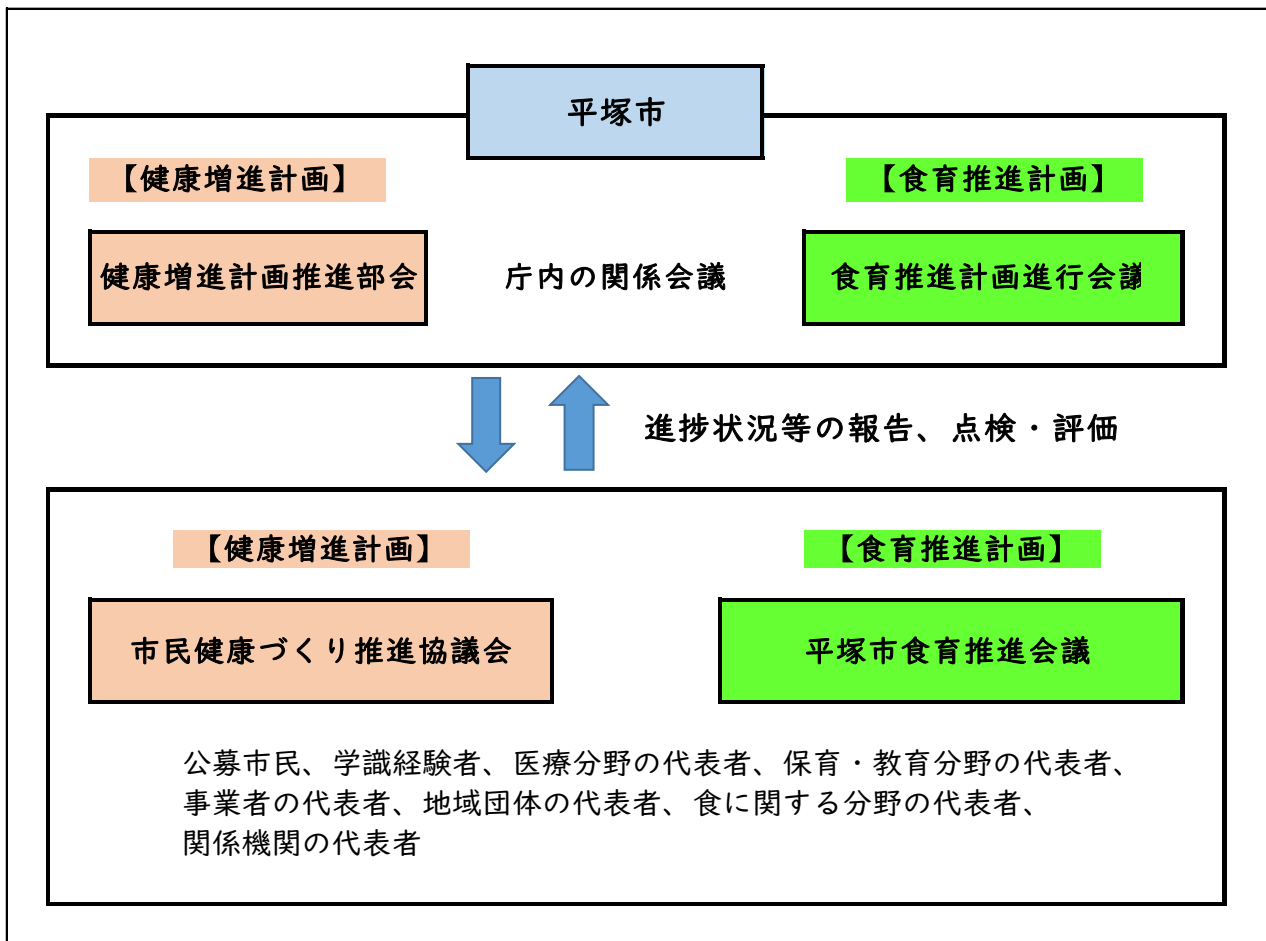 平塚市
【健康増進計画】
【食育推進計画】
健康増進計画推進部会
庁内の関係会議
食育推進計画進行会議
進捗状況等の報告、点検・評価
【健康増進計画】
【食育推進計画】
市民健康づくり推進協議会
平塚市食育推進会議
公募市民、学識経験者、医療分野の代表者、保育・教育分野の代表者、
事業者の代表者、地域団体の代表者、食に関する分野の代表者、
関係機関の代表者